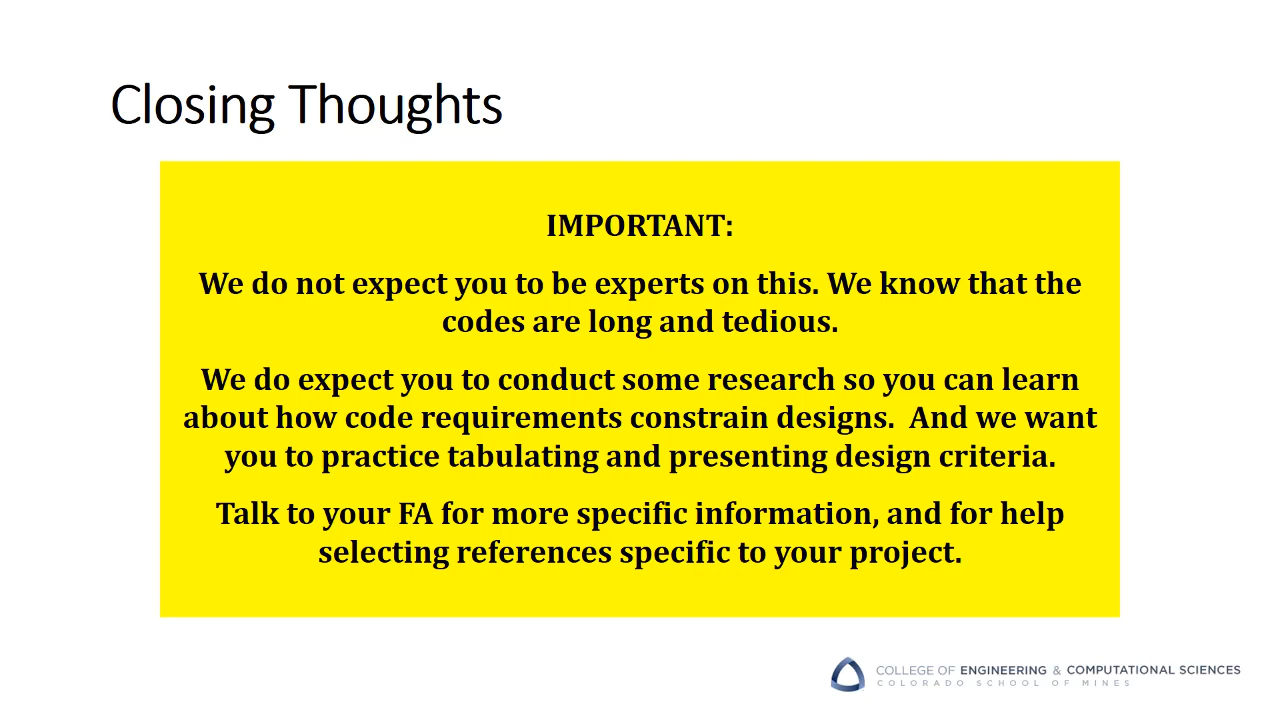 Closing Thoughts
IMPORTANT:
We do not expect you to be experts on this. We know that the
codes are long and tedious.
We do expect you to conduct some research so you can learn
about how code requirements constrain designs.  And we want
you to practice tabulating and presenting design criteria.
Talk to your FA for more specific information, and for help
selecting references specific to your project.
COLLEGE OF ENGINEERING & COMPUTATIONAL SCIENCES
COLORADO SCHOOL OF MINES